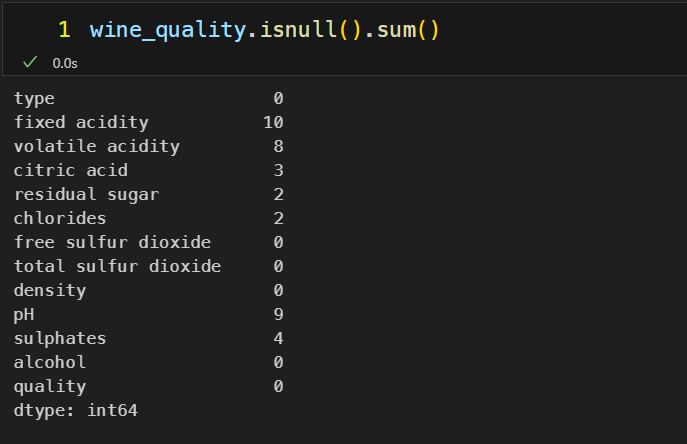 1 wine_quality.isnull().sum()
0.0s
type 0
fixed acidity 10
volatile acidity 8
citric acid 3
residual sugar 2
chlorides 2
free sulfur dioxide 0
total sulfur dioxide 0
density 0
pH 9
sulphates 4
alcohol 0
quality 0
dtype: int64